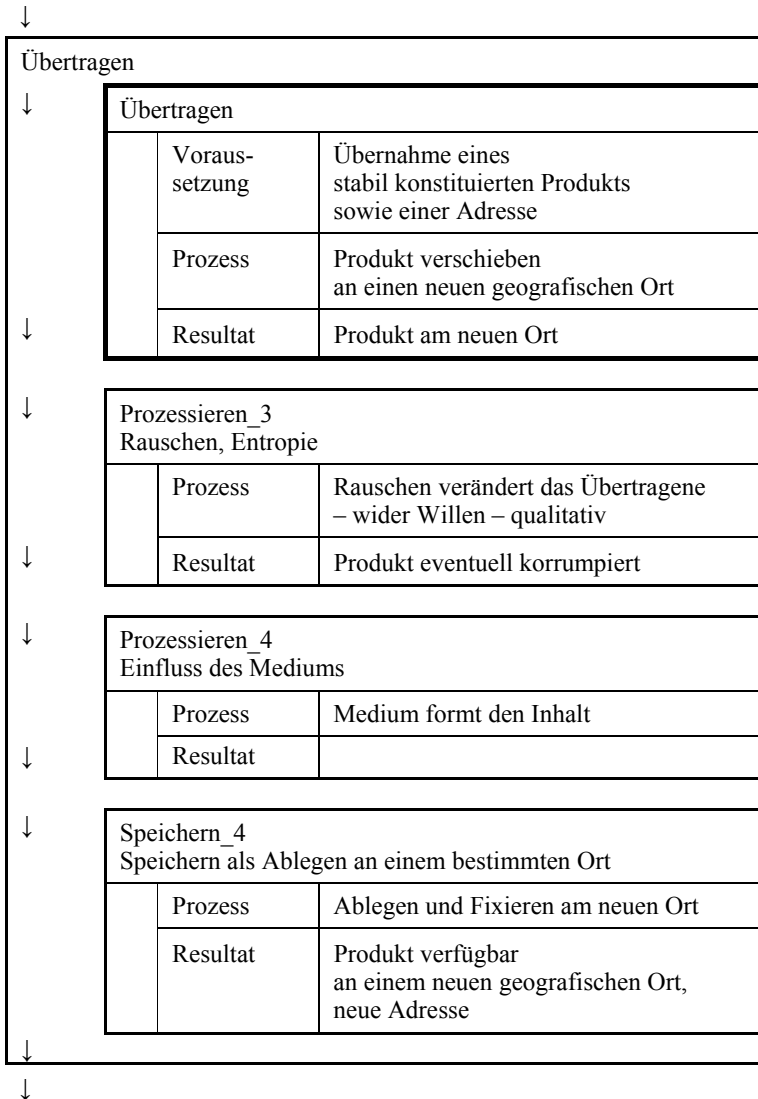 ↓
Übertragen
↓
Übertragen
Voraus-
setzung
Übernahme eines
stabil konstituierten Produkts
sowie einer Adresse
Prozess
Produkt verschieben
an einen neuen geografischen Ort
↓
Resultat
Produkt am neuen Ort
↓
Prozessieren_3
Rauschen, Entropie
Prozess
Rauschen verändert das Übertragene
– wider Willen – qualitativ
↓
Resultat
Produkt eventuell korrumpiert
↓
Prozessieren_4
Einfluss des Mediums
Prozess
Medium formt den Inhalt
↓
Resultat
↓
Speichern_4
Speichern als Ablegen an einem bestimmten Ort
Prozess
Ablegen und Fixieren am neuen Ort
Resultat
Produkt verfügbar
an einem neuen geografischen Ort,
neue Adresse
↓
↓